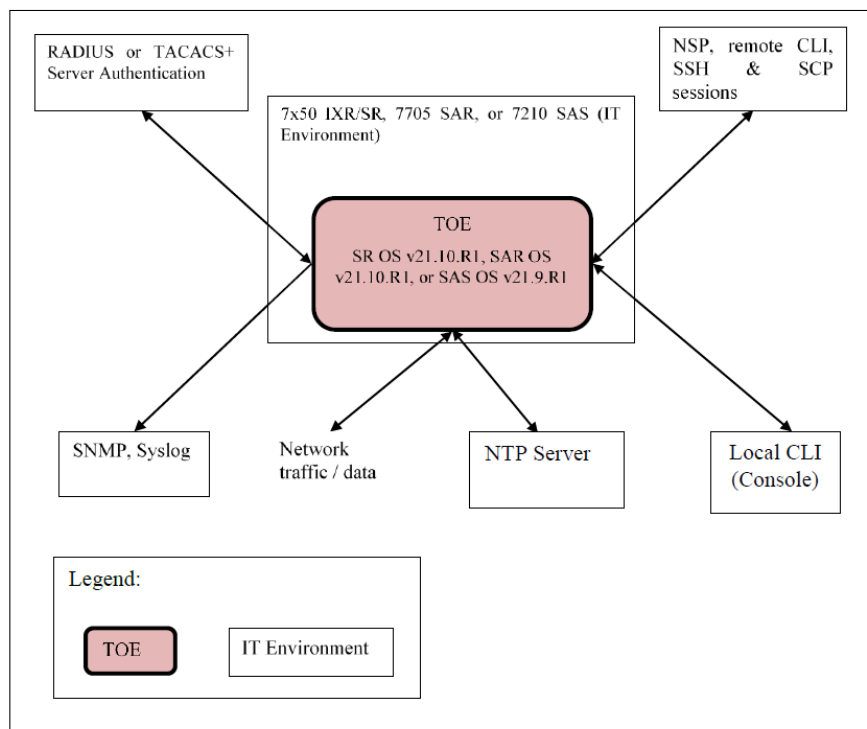 RADIUS or TACACS+
Server Authentication
NSP, remote CLI,
SSH & SCP
sessions
7x50 IXR/SR, 7705 SAR, or 7210 SAS (IT
Environment)
TOE
SR OS v21.10.R1, SAR OS
v21.10.R1, or SAS OS v21.9.R1
SNMP, Syslog
Network
traffic / data
NTP Server
Local CLI
(Console)
Legend:
TOE
IT Environment